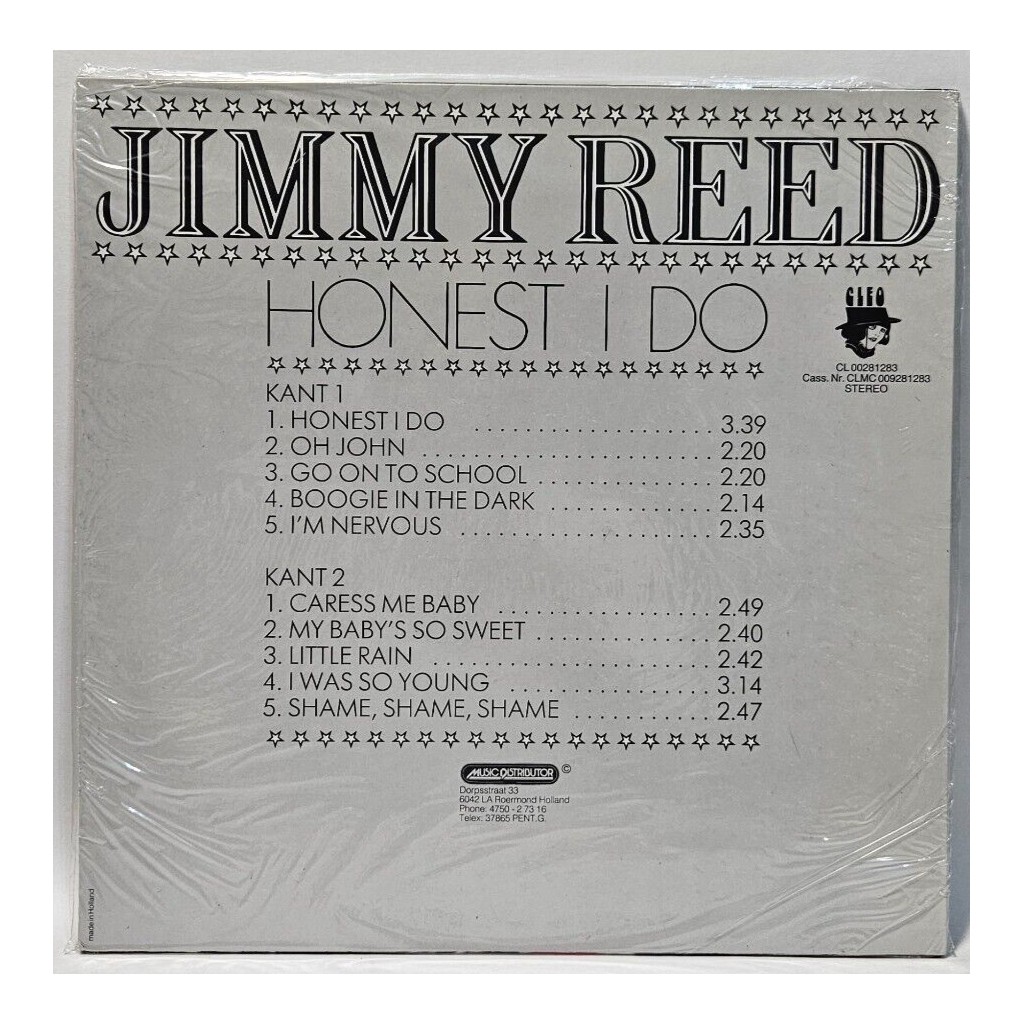 JIMMY REED
HONEST I DO
CLEO
CL 00281283
Cass. Nr. CLMC 009281283
STEREO
KANT 1
1. HONEST I DO . . . . . . . . . . . . . . . . . . 3.39
2. OH JOHN . . . . . . . . . . . . . . . . . . . . . . 2.20
3. GO ON TO SCHOOL . . . . . . . . . . . . . 2.20
4. BOOGIE IN THE DARK . . . . . . . . . . . . 2.14
5. I'M NERVOUS . . . . . . . . . . . . . . . . . . . 2.35
KANT 2
1. CARESS ME BABY . . . . . . . . . . . . . . . . 2.49
2. MY BABY'S SO SWEET . . . . . . . . . . . . . 2.40
3. LITTLE RAIN . . . . . . . . . . . . . . . . . . . . . 2.42
4. I WAS SO YOUNG . . . . . . . . . . . . . . . 3.14
5. SHAME, SHAME, SHAME . . . . . . . . . . 2.47
MUSIC DISTRIBUTOR ©
Dorpsstraat 33
6042 LA Roermond Holland
Phone: 4750 - 2 73 16
Telex: 37865 PENT.G.
made in Holland